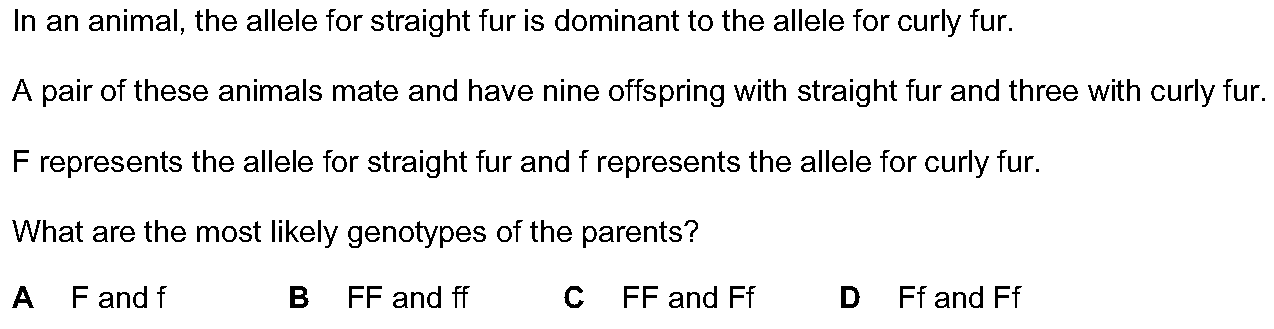 In an animal, the allele for straight fur is dominant to the allele for curly fur.
A pair of these animals mate and have nine offspring with straight fur and three with curly fur.
F represents the allele for straight fur and f represents the allele for curly fur.
What are the most likely genotypes of the parents?
A F and f B FF and ff C FF and Ff D Ff and Ff